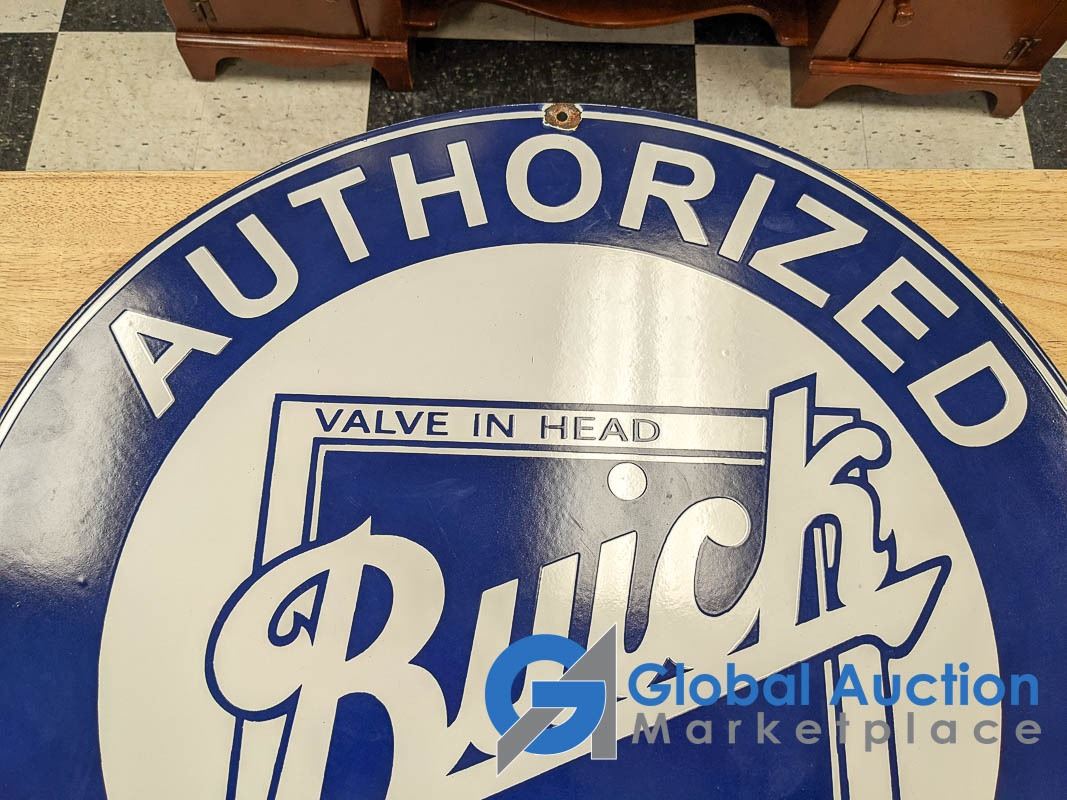 AUTHORIZED
VALVE IN HEAD
Buick
Global Auction
Marketplace